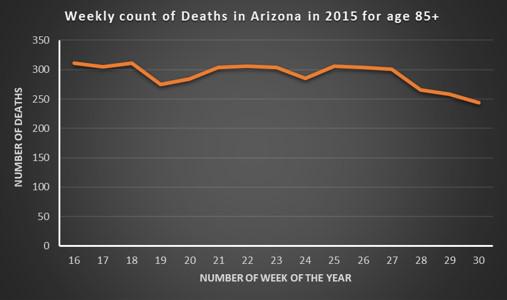 Weekly count of Deaths in Arizona in 2015 for age 85+
350
300
250
200
150
100
50
0
NUMBER OF DEATHS
16 17 18 19 20 21 22 23 24 25 26 27 28 29 30
NUMBER OF WEEK OF THE YEAR